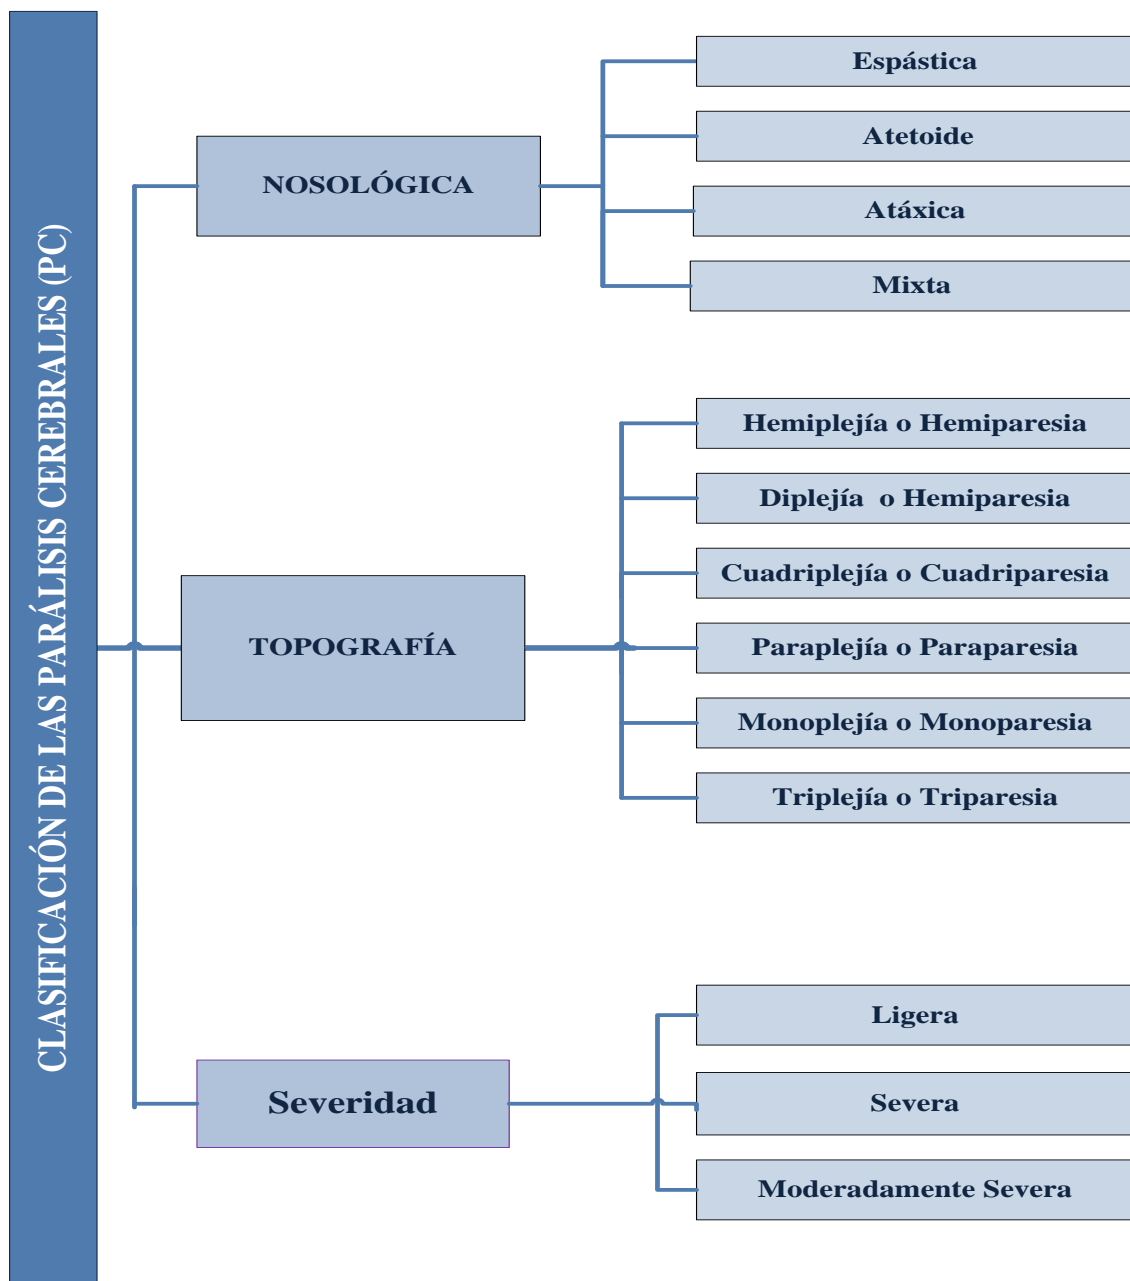 CLASIFICACIÓN DE LAS PARÁLISIS CEREBRALES (PC)
NOSOLÓGICA
Espástica
Atetoide
Atáxica
Mixta
TOPOGRAFÍA
Hemiplejía o Hemiparesia
Diplejía o Hemiparesia
Cuadriplejía o Cuadriparesia
Paraplejía o Paraparesia
Monoplejía o Monoparesia
Triplejía o Triparesia
Severidad
Ligera
Severa
Moderadamente Severa